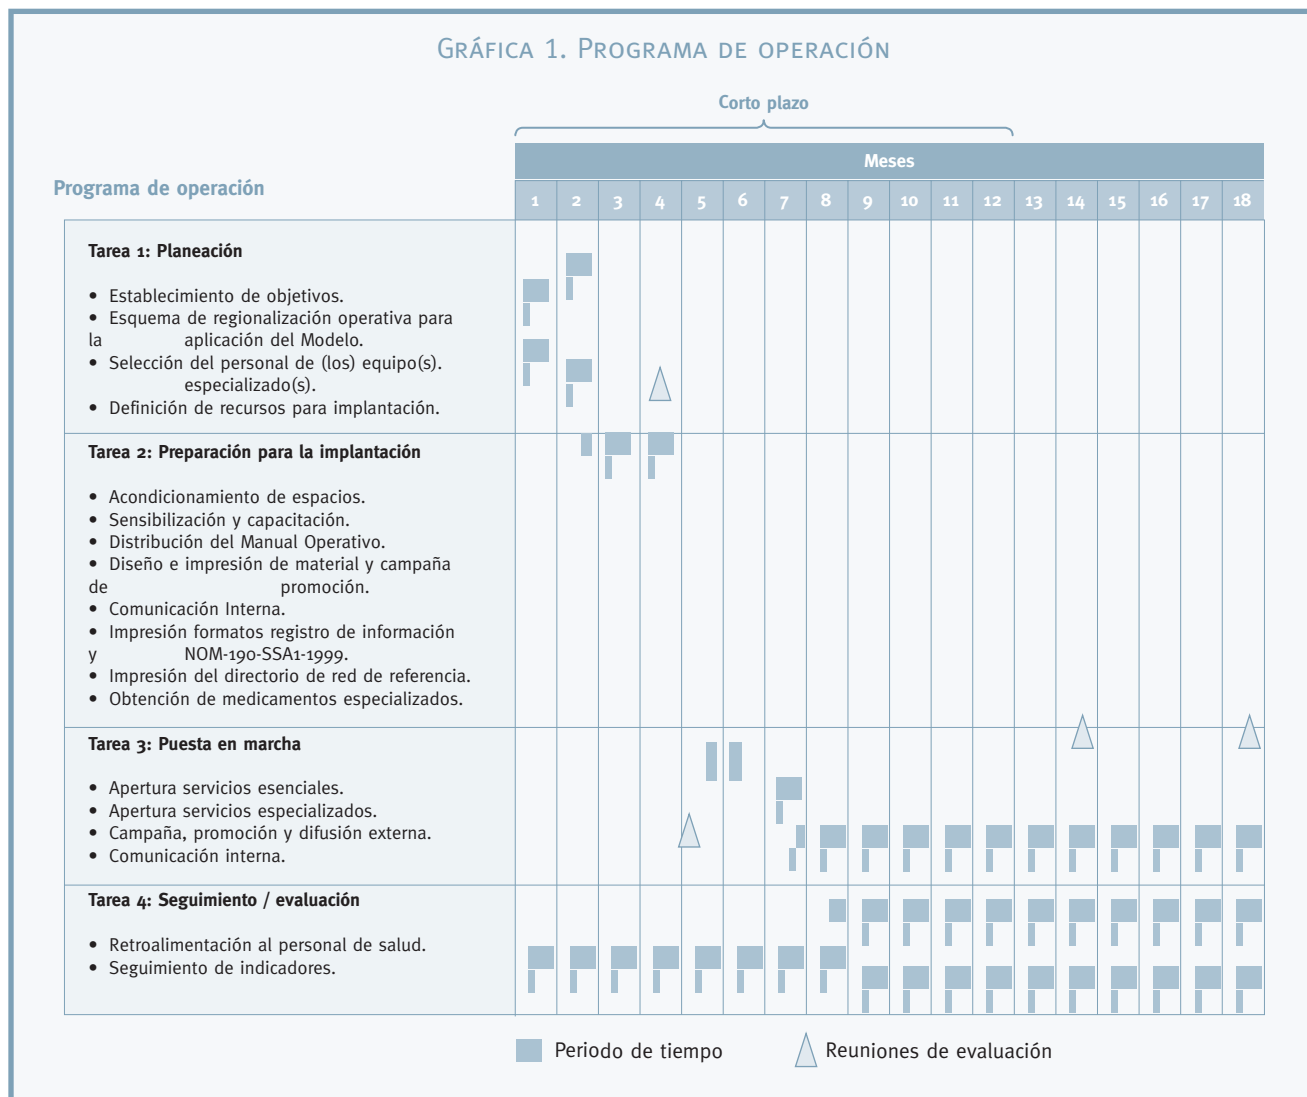 GRÁFICA 1. PROGRAMA DE OPERACIÓN
Corto plazo
Meses
Programa de operación
1 2 3 4 5 6 7 8 9 10 11 12 13 14 15 16 17 18
Tarea 1: Planeación
• Establecimiento de objetivos.
• Esquema de regionalización operativa para
la aplicación del Modelo.
• Selección del personal de (los) equipo(s).
especializado(s).
• Definición de recursos para implantación.
Tarea 2: Preparación para la implantación
• Acondicionamiento de espacios.
• Sensibilización y capacitación.
• Distribución del Manual Operativo.
• Diseño e impresión de material y campaña
de promoción.
• Comunicación Interna.
• Impresión formatos registro de información
y NOM-190-SSA1-1999.
• Impresión del directorio de red de referencia.
• Obtención de medicamentos especializados.
Tarea 3: Puesta en marcha
• Apertura servicios esenciales.
• Apertura servicios especializados.
• Campaña, promoción y difusión externa.
• Comunicación interna.
Tarea 4: Seguimiento / evaluación
• Retroalimentación al personal de salud.
• Seguimiento de indicadores.
Periodo de tiempo
Reuniones de evaluación